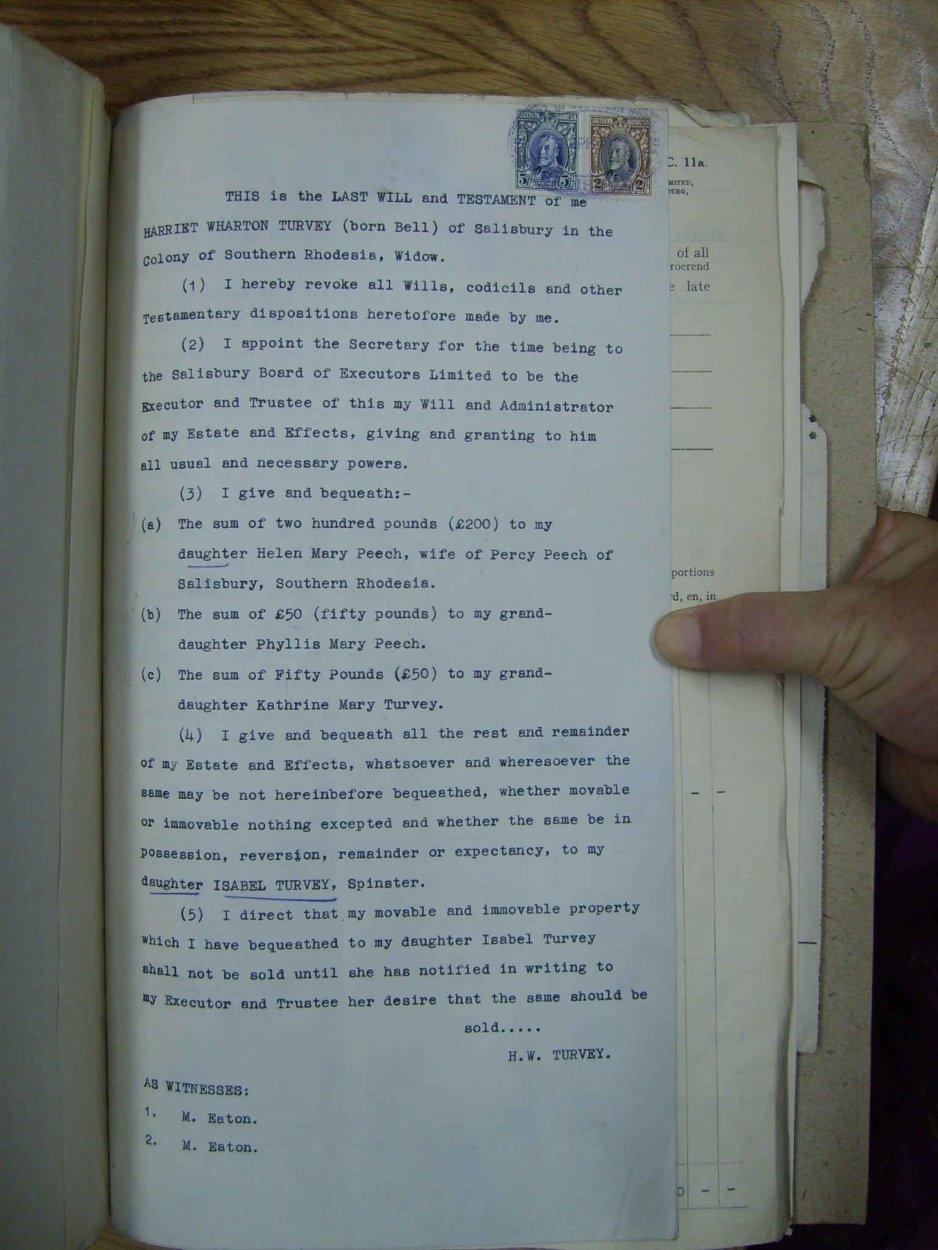 SOUTHERN RHODESIA
SOUTHERN RHODESIA
5/ 5/
2/ 2/
C. 11a.
THIS is the LAST WILL and TESTAMENT of me
HARRIET WHARTON TURVEY (born Bell) of Salisbury in the
Colony of Southern Rhodesia, Widow.
(1) I hereby revoke all Wills, codicils and other
Testamentary dispositions heretofore made by me.
(2) I appoint the Secretary for the time being to
the Salisbury Board of Executors Limited to be the
Executor and Trustee of this my Will and Administrator
of my Estate and Effects, giving and granting to him
all usual and necessary powers.
(3) I give and bequeath:-
(a) The sum of two hundred pounds (£200) to my
daughter Helen Mary Peech, wife of Percy Peech of
Salisbury, Southern Rhodesia.
(b) The sum of £50 (fifty pounds) to my grand-
daughter Phyllis Mary Peech.
(c) The sum of Fifty Pounds (£50) to my grand-
daughter Kathrine Mary Turvey.
(4) I give and bequeath all the rest and remainder
of my Estate and Effects, whatsoever and wheresoever the
same may be not hereinbefore bequeathed, whether movable
or immovable nothing excepted and whether the same be in
possession, reversion, remainder or expectancy, to my
daughter ISABEL TURVEY, Spinster.
(5) I direct that my movable and immovable property
which I have bequeathed to my daughter Isabel Turvey
shall not be sold until she has notified in writing to
my Executor and Trustee her desire that the same should be
sold.....
H.W. TURVEY.
AS WITNESSES:
1. M. Eaton.
2. M. Eaton.
of all
late
portions
rd, en, in